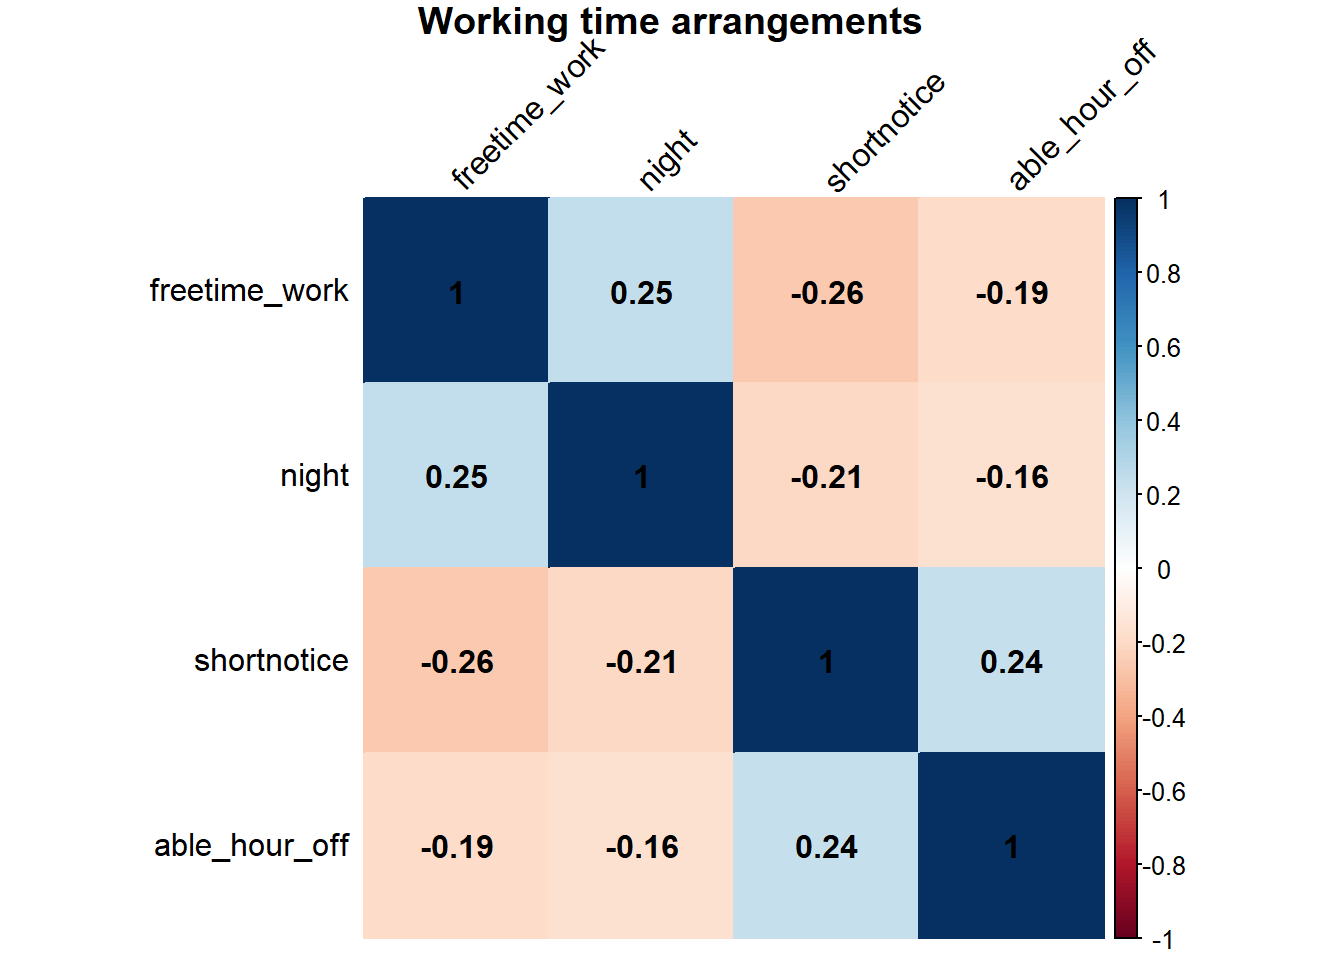 Working time arrangements
freetime_work night shortnotice able_hour_off
freetime_work 1 0.25 -0.26 -0.19
night 0.25 1 -0.21 -0.16
shortnotice -0.26 -0.21 1 0.24
able_hour_off -0.19 -0.16 0.24 1
1
0.8
0.6
0.4
0.2
0
-0.2
-0.4
-0.6
-0.8
-1